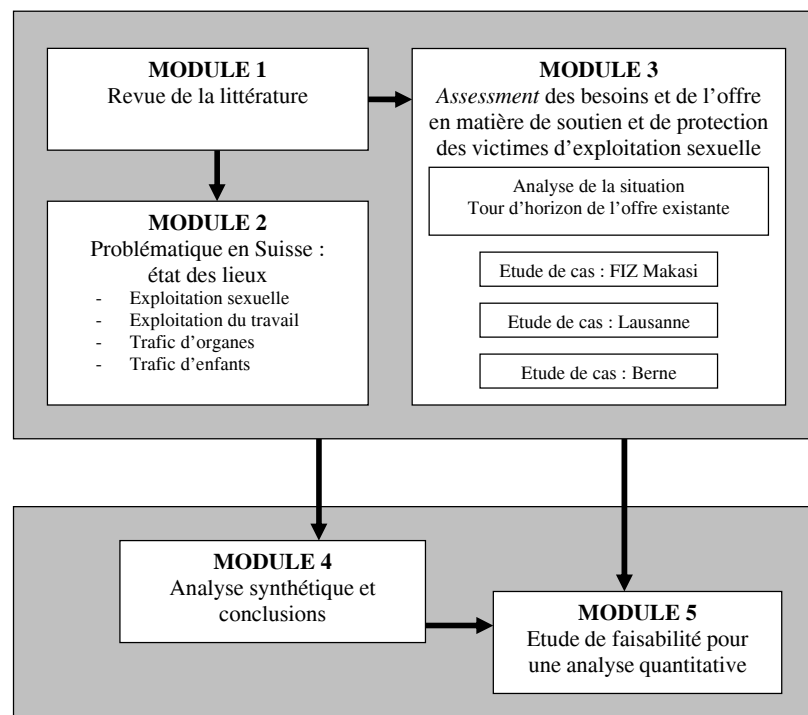 MODULE 1
Revue de la littérature
MODULE 2
Problématique en Suisse :
état des lieux
- Exploitation sexuelle
- Exploitation du travail
- Trafic d'organes
- Trafic d'enfants
MODULE 3
Assessment des besoins et de l'offre
en matière de soutien et de protection
des victimes d'exploitation sexuelle
Analyse de la situation
Tour d'horizon de l'offre existante
Etude de cas : FIZ Makasi
Etude de cas : Lausanne
Etude de cas : Berne
MODULE 4
Analyse synthétique et
conclusions
MODULE 5
Etude de faisabilité pour
une analyse quantitative